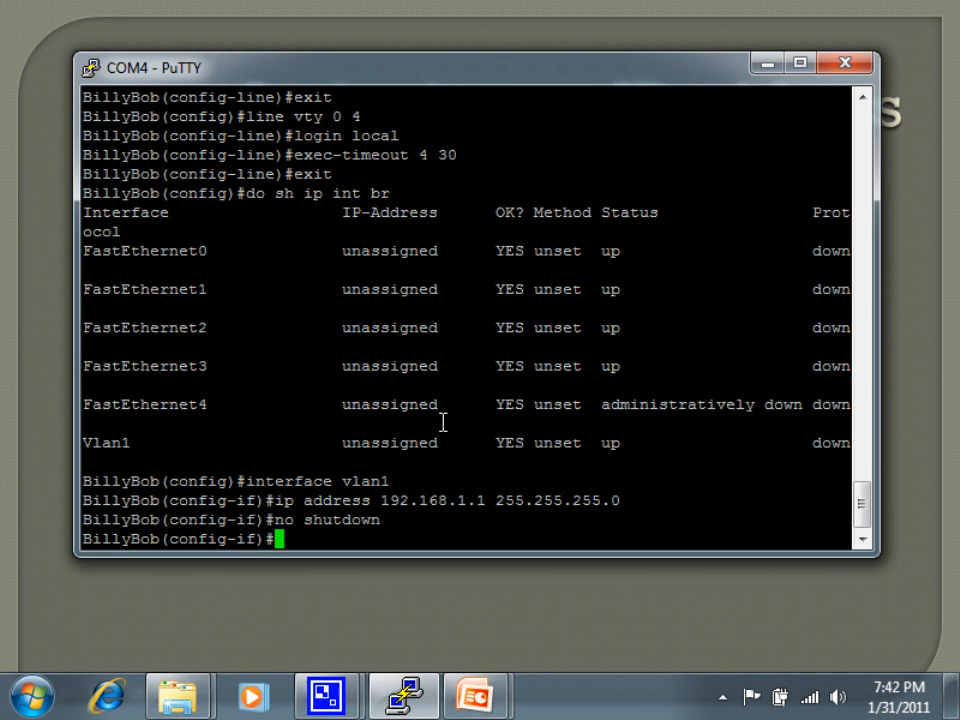 COM4 - PuTTY
BillyBob(config-line)#exit
BillyBob(config)#line vty 0 4
BillyBob(config-line)#login local
BillyBob(config-line)#exec-timeout 4 30
BillyBob(config-line)#exit
BillyBob(config)#do sh ip int br
Interface IP-Address OK? Method Status Prot
ocol
FastEthernet0 unassigned YES unset up down
FastEthernet1 unassigned YES unset up down
FastEthernet2 unassigned YES unset up down
FastEthernet3 unassigned YES unset up down
FastEthernet4 unassigned YES unset administratively down down
Vlan1 unassigned YES unset up down
BillyBob(config)#interface vlan1
BillyBob(config-if)#ip address 192.168.1.1 255.255.255.0
BillyBob(config-if)#no shutdown
BillyBob(config-if)#
7:42 PM
1/31/2011